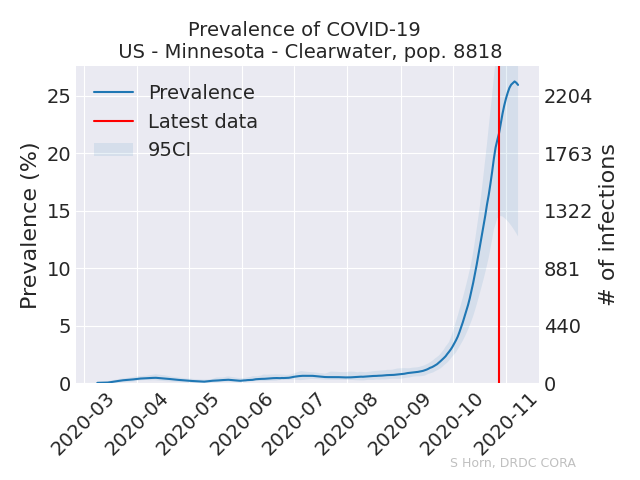 Prevalence of COVID-19
US - Minnesota - Clearwater, pop. 8818
Prevalence
Latest data
95CI
Prevalence (%)
25
20
15
10
5
0
2204
1763
1322
881
440
0
# of infections
2020-03
2020-04
2020-05
2020-06
2020-07
2020-08
2020-09
2020-10
2020-11
S Horn, DRDC CORA